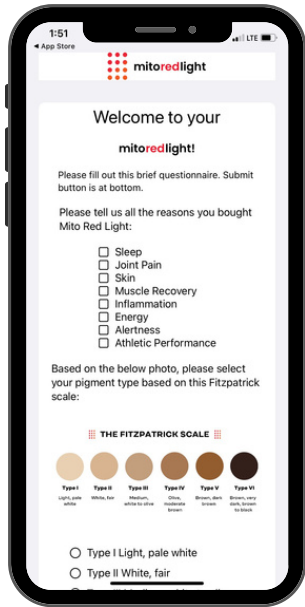 1:51
LTE
App Store
mitoredlight
Welcome to your
mitoredlight!
Please fill out this brief questionnaire. Submit
button is at bottom.
Please tell us all the reasons you bought
Mito Red Light:
Sleep
Joint Pain
Skin
Muscle Recovery
Inflammation
Energy
Alertness
Athletic Performance
Based on the below photo, please select
your pigment type based on this Fitzpatrick
scale:
THE FITZPATRICK SCALE
Type I Type II Type III Type IV Type V Type VI
Light, pale White, fair Medium, Olive, Brown, dark Brown, very
white white to olive moderate brown dark, brown
brown to black
Type I Light, pale white
Type II White, fair